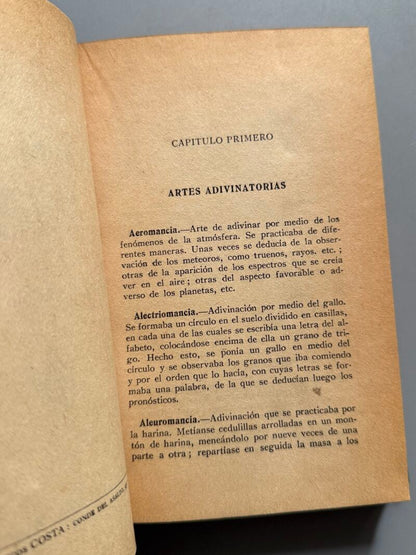 CAPITULO PRIMERO
ARTES ADIVINATORIAS
Aeromancia.—Arte de adivinar por medio de los
fenómenos de la atmósfera. Se practicaba de dife-
rentes maneras. Unas veces se deducía de la obser-
vación de los meteoros, como truenos, rayos. etc. ;
otras de la aparición de los espectros que se creía
ver en el aire ; otras del aspecto favorable o ad-
verso de los planetas, etc.
Alectriomancia.—Adivinación por medio del gallo.
Se formaba un círculo en el suelo dividido en casillas,
en cada una de las cuales se escribía una letra del al-
fabeto, colocándose encima de ella un grano de tri-
go. Hecho esto, se ponía un gallo en medio del
círculo y se observaba los granos que iba comiendo
y por el orden que lo hacía, con cuyas letras se for-
maba una palabra, de la que se deducían luego los
pronósticos.
Aleuromancia.—Adivinación que se practicaba por
la harina. Metíanse cedulillas arrolladas en un mon-
tón de harina, meneándolo por nueve veces de una
parte a otra ; repartíase en seguida la masa a los
COSTA : CONDE DEL